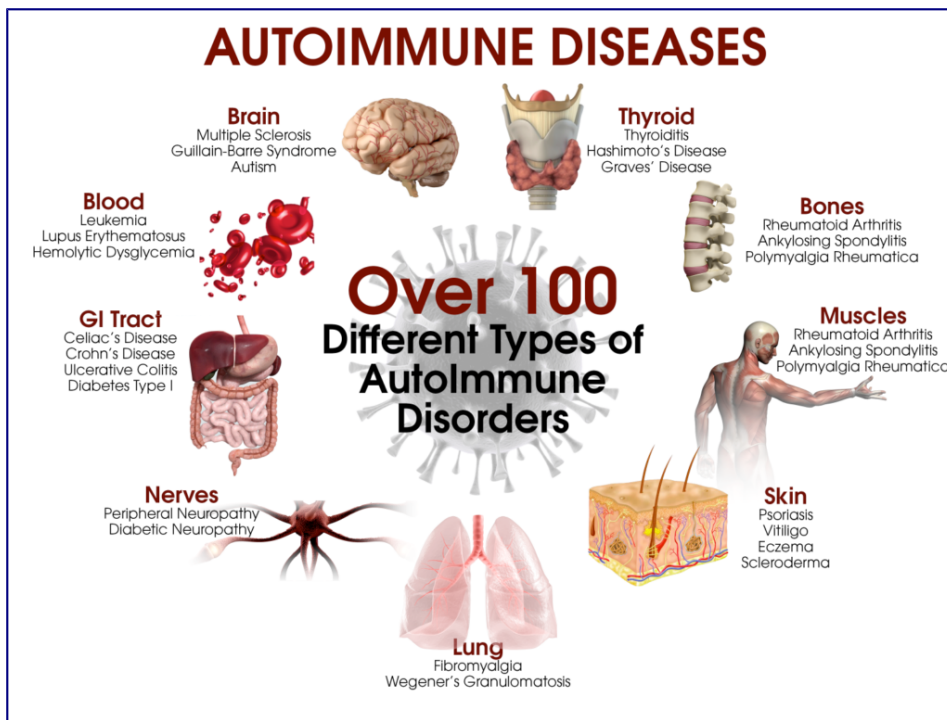 AUTOIMMUNE DISEASES
Brain
Multiple Sclerosis
Guillain-Barre Syndrome
Autism
Thyroid
Thyroiditis
Hashimoto's Disease
Graves' Disease
Blood
Leukemia
Lupus Erythematosus
Hemolytic Dysglycemia
Bones
Rheumatoid Arthritis
Ankylosing Spondylitis
Polymyalgia Rheumatica
Over 100
Different Types of
AutoImmune
Disorders
GI Tract
Celiac's Disease
Crohn's Disease
Ulcerative Colitis
Diabetes Type I
Muscles
Rheumatoid Arthritis
Ankylosing Spondylitis
Polymyalgia Rheumatica
Nerves
Peripheral Neuropathy
Diabetic Neuropathy
Skin
Psoriasis
Vitiligo
Eczema
Scleroderma
Lung
Fibromyalgia
Wegener's Granulomatosis